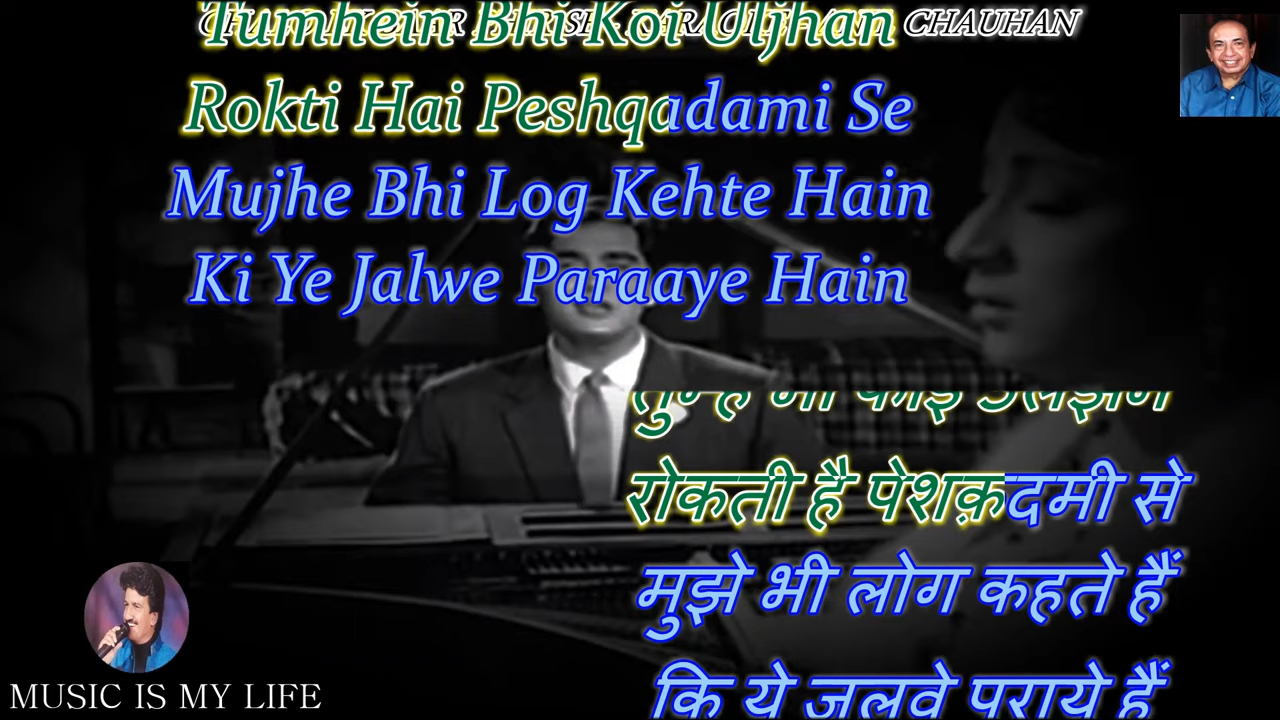 CHAUHAN
Tumhein Bhi Koi Uljhan
Rokti Hai Peshqadami Se
Mujhe Bhi Log Kehte Hain
Ki Ye Jalwe Paraaye Hain
तुम्हें भी कोई उलझन
रोकती है पेशक़दमी से
मुझे भी लोग कहते हैं
कि ये जलवे पराये हैं
MUSIC IS MY LIFE